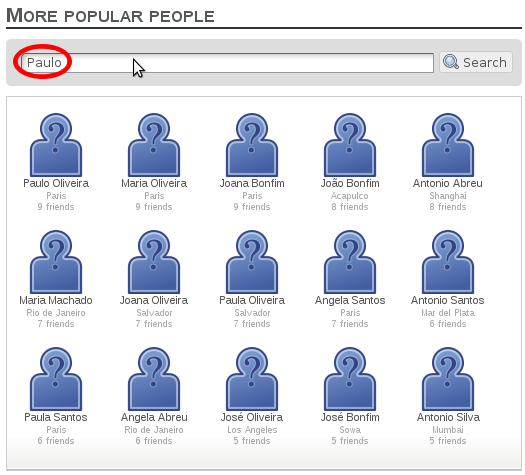 MORE POPULAR PEOPLE
Paulo
Search
Paulo Oliveira Maria Oliveira Joana Bonfim João Bonfim Antonio Abreu
Paris Paris Paris Acapulco Shanghai
9 friends 9 friends 9 friends 8 friends 8 friends
Maria Machado Joana Oliveira Paula Oliveira Angela Santos Antonio Santos
Rio de Janeiro Salvador Salvador Paris Mar del Plata
7 friends 7 friends 7 friends 7 friends 6 friends
Paula Santos Angela Abreu José Oliveira José Bonfim Antonio Silva
Paris Rio de Janeiro Los Angeles Sowa Mumbai
6 friends 6 friends 5 friends 5 friends 5 friends